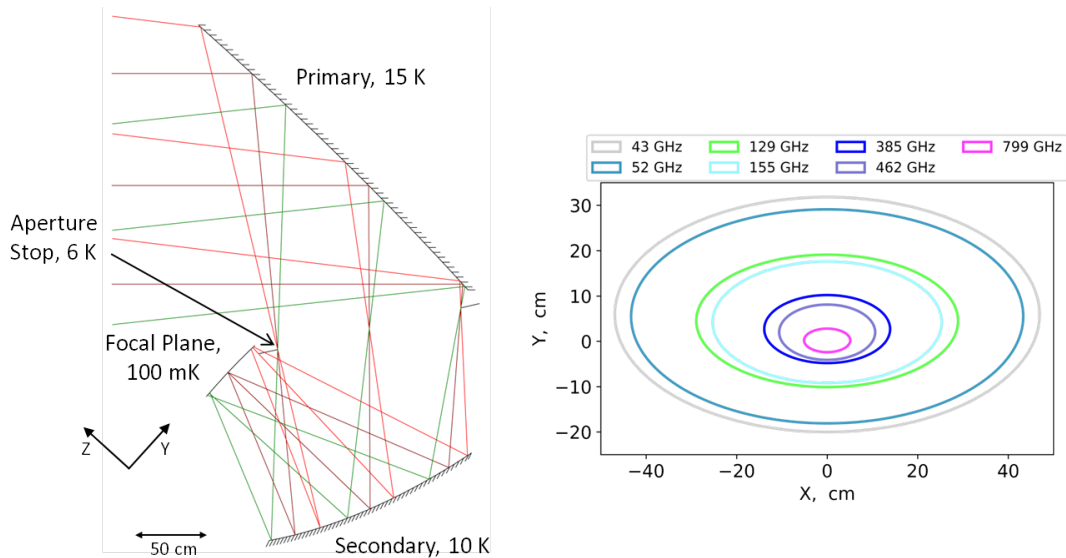 Primary, 15 K
Aperture
Stop, 6 K
Focal Plane,
100 mK
Z
Y
50 cm
Secondary, 10 K
43 GHz
129 GHz
385 GHz
799 GHz
52 GHz
155 GHz
462 GHz
30
20
10
0
−10
−20
Y, cm
−40
−20
0
20
40
X, cm